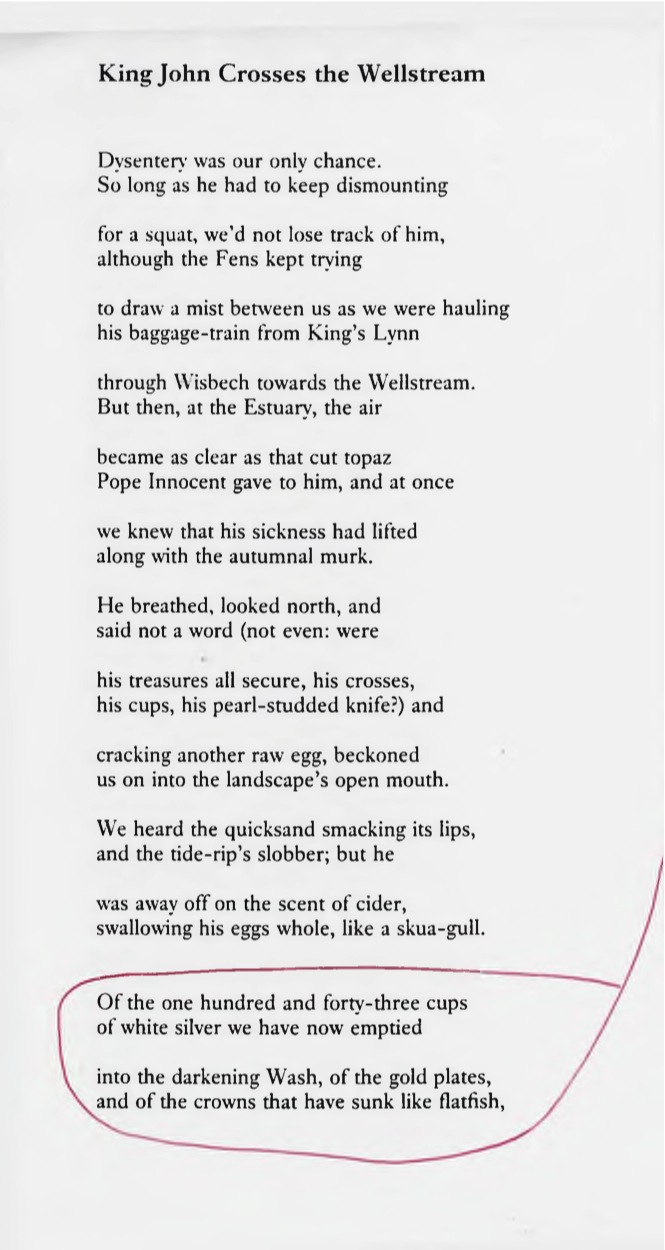 King John Crosses the Wellstream
Dysentery was our only chance.
So long as he had to keep dismounting
for a squat, we'd not lose track of him,
although the Fens kept trying
to draw a mist between us as we were hauling
his baggage-train from King's Lynn
through Wisbech towards the Wellstream.
But then, at the Estuary, the air
became as clear as that cut topaz
Pope Innocent gave to him, and at once
we knew that his sickness had lifted
along with the autumnal murk.
He breathed, looked north, and
said not a word (not even: were
his treasures all secure, his crosses,
his cups, his pearl-studded knife?) and
cracking another raw egg, beckoned
us on into the landscape's open mouth.
We heard the quicksand smacking its lips,
and the tide-rip's slobber; but he
was away off on the scent of cider,
swallowing his eggs whole, like a skua-gull.
Of the one hundred and forty-three cups
of white silver we have now emptied
into the darkening Wash, of the gold plates,
and of the crowns that have sunk like flatfish,